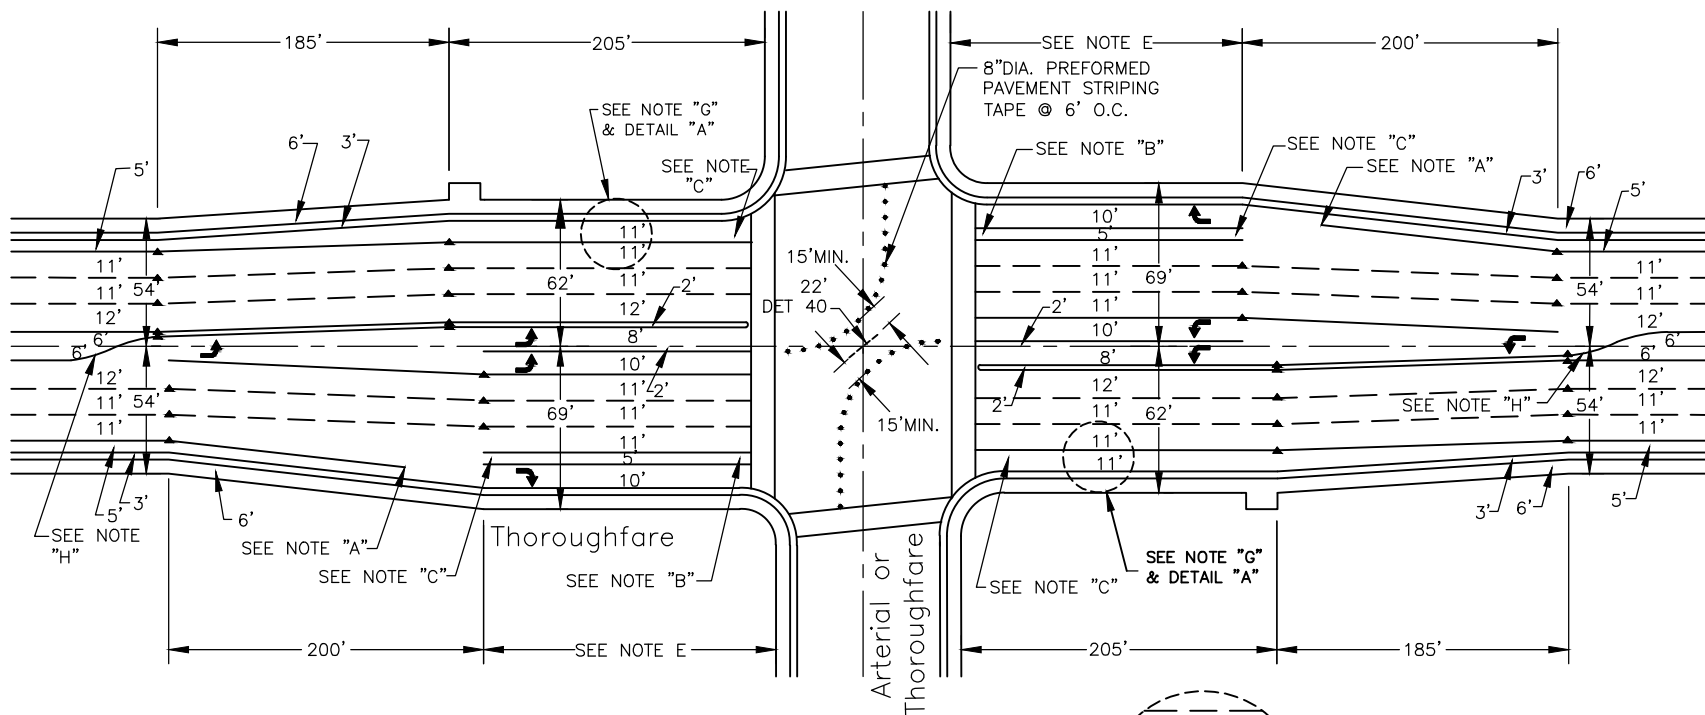 185'
205'
SEE NOTE E
200'
8"DIA. PREFORMED
PAVEMENT STRIPING
TAPE @ 6' O.C.
SEE NOTE "G"
& DETAIL "A"
6'
3'
5'
SEE NOTE
"C"
SEE NOTE "B"
SEE NOTE "C"
SEE NOTE "A"
3'
6'
5'
11'
11'
12'
54'
6'
6'
11'
11'
11'
11'
12'
8'
62'
2'
15'MIN.
22'
DET 40
10'
5'
11'
11'
11'
10'
8'
2'
69'
11'
11'
12'
54'
6'
6'
12'
11'
11'
54'
10'
11'
11'
5'
10'
69'
2'
15'MIN.
2'
12'
11'
11'
11'
62'
SEE NOTE "H"
12'
11'
11'
54'
5'
3'
6'
SEE NOTE
"H"
SEE NOTE "A"
SEE NOTE "C"
Thoroughfare
SEE NOTE "B"
Arterial or
Thoroughfare
SEE NOTE "C"
SEE NOTE "G"
& DETAIL "A"
3'
6'
5'
200'
SEE NOTE E
205'
185'